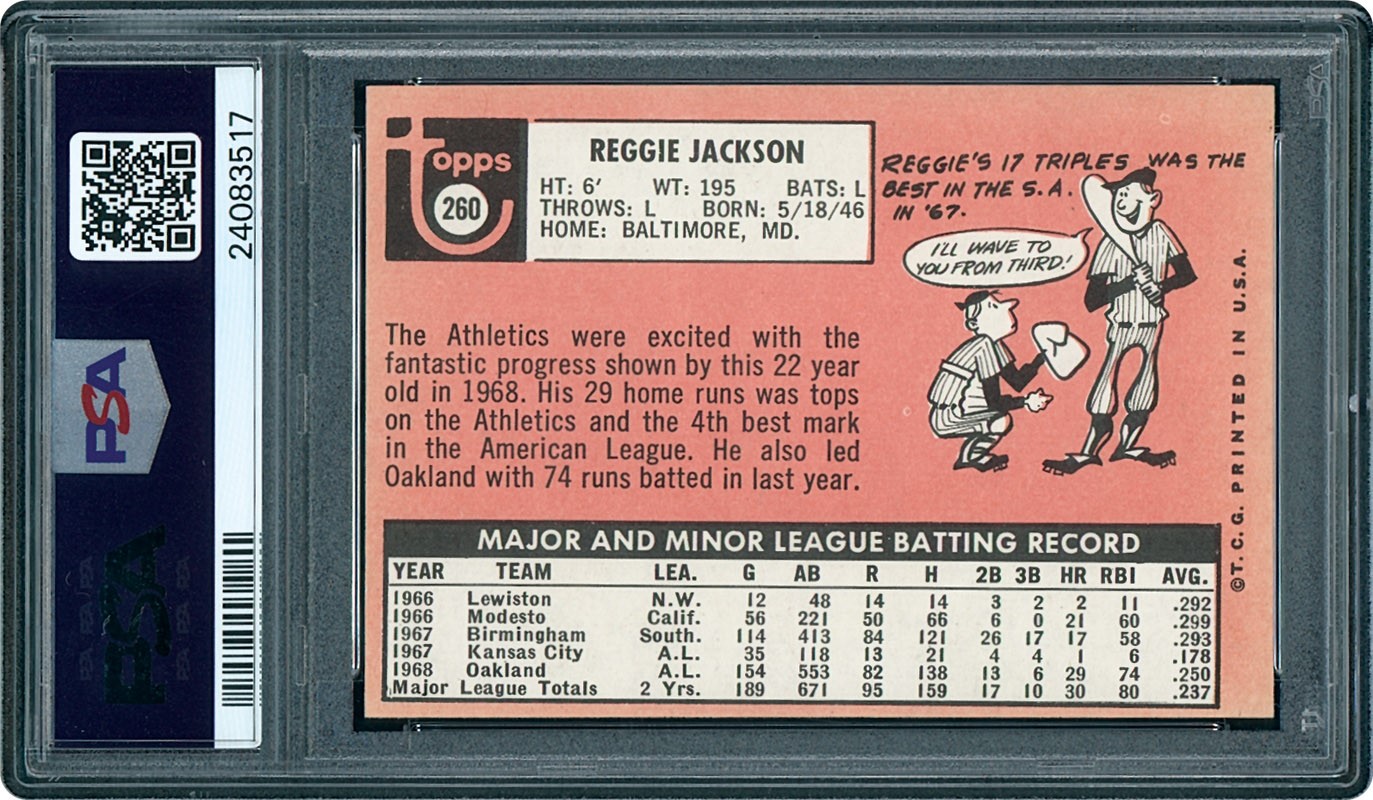 24083517
PSA
PSA
topps
260
REGGIE JACKSON
HT: 6' WT: 195 BATS: L
THROWS: L BORN: 5/18/46
HOME: BALTIMORE, MD.
REGGIE'S 17 TRIPLES WAS THE
BEST IN THE S.A.
IN '67.
I'LL WAVE TO
YOU FROM THIRD!
The Athletics were excited with the
fantastic progress shown by this 22 year
old in 1968. His 29 home runs was tops
on the Athletics and the 4th best mark
in the American League. He also led
Oakland with 74 runs batted in last year.
MAJOR AND MINOR LEAGUE BATTING RECORD
YEAR TEAM LEA. G AB R H 2B 3B HR RBI AVG.
1966 Lewiston N.W. 12 48 14 14 3 2 2 11 .292
1966 Modesto Calif. 56 221 50 66 6 0 21 60 .299
1967 Birmingham South. 114 413 84 121 26 17 17 58 .293
1967 Kansas City A.L. 35 118 13 21 4 4 1 6 .178
1968 Oakland A.L. 154 553 82 138 13 6 29 74 .250
Major League Totals 2 Yrs. 189 671 95 159 17 10 30 80 .237
©T.C.G. PRINTED IN U.S.A.
PSA